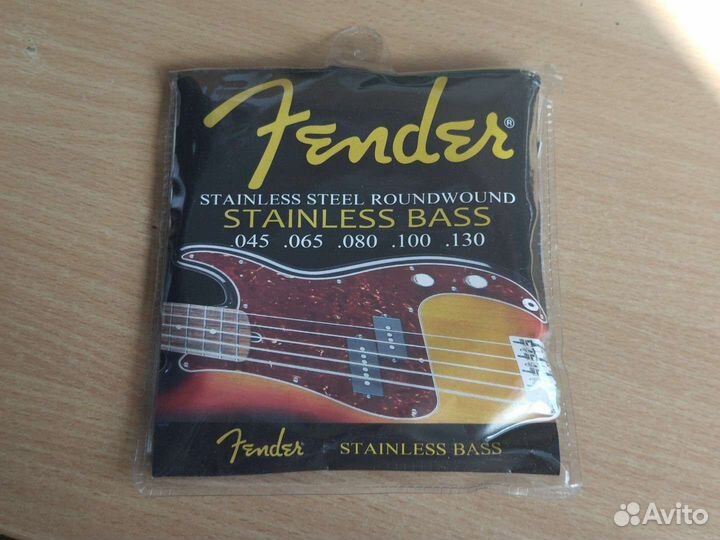 Fender®
STAINLESS STEEL ROUNDWOUND
STAINLESS BASS
.045 .065 .080 .100 .130
Fender STAINLESS BASS
Avito